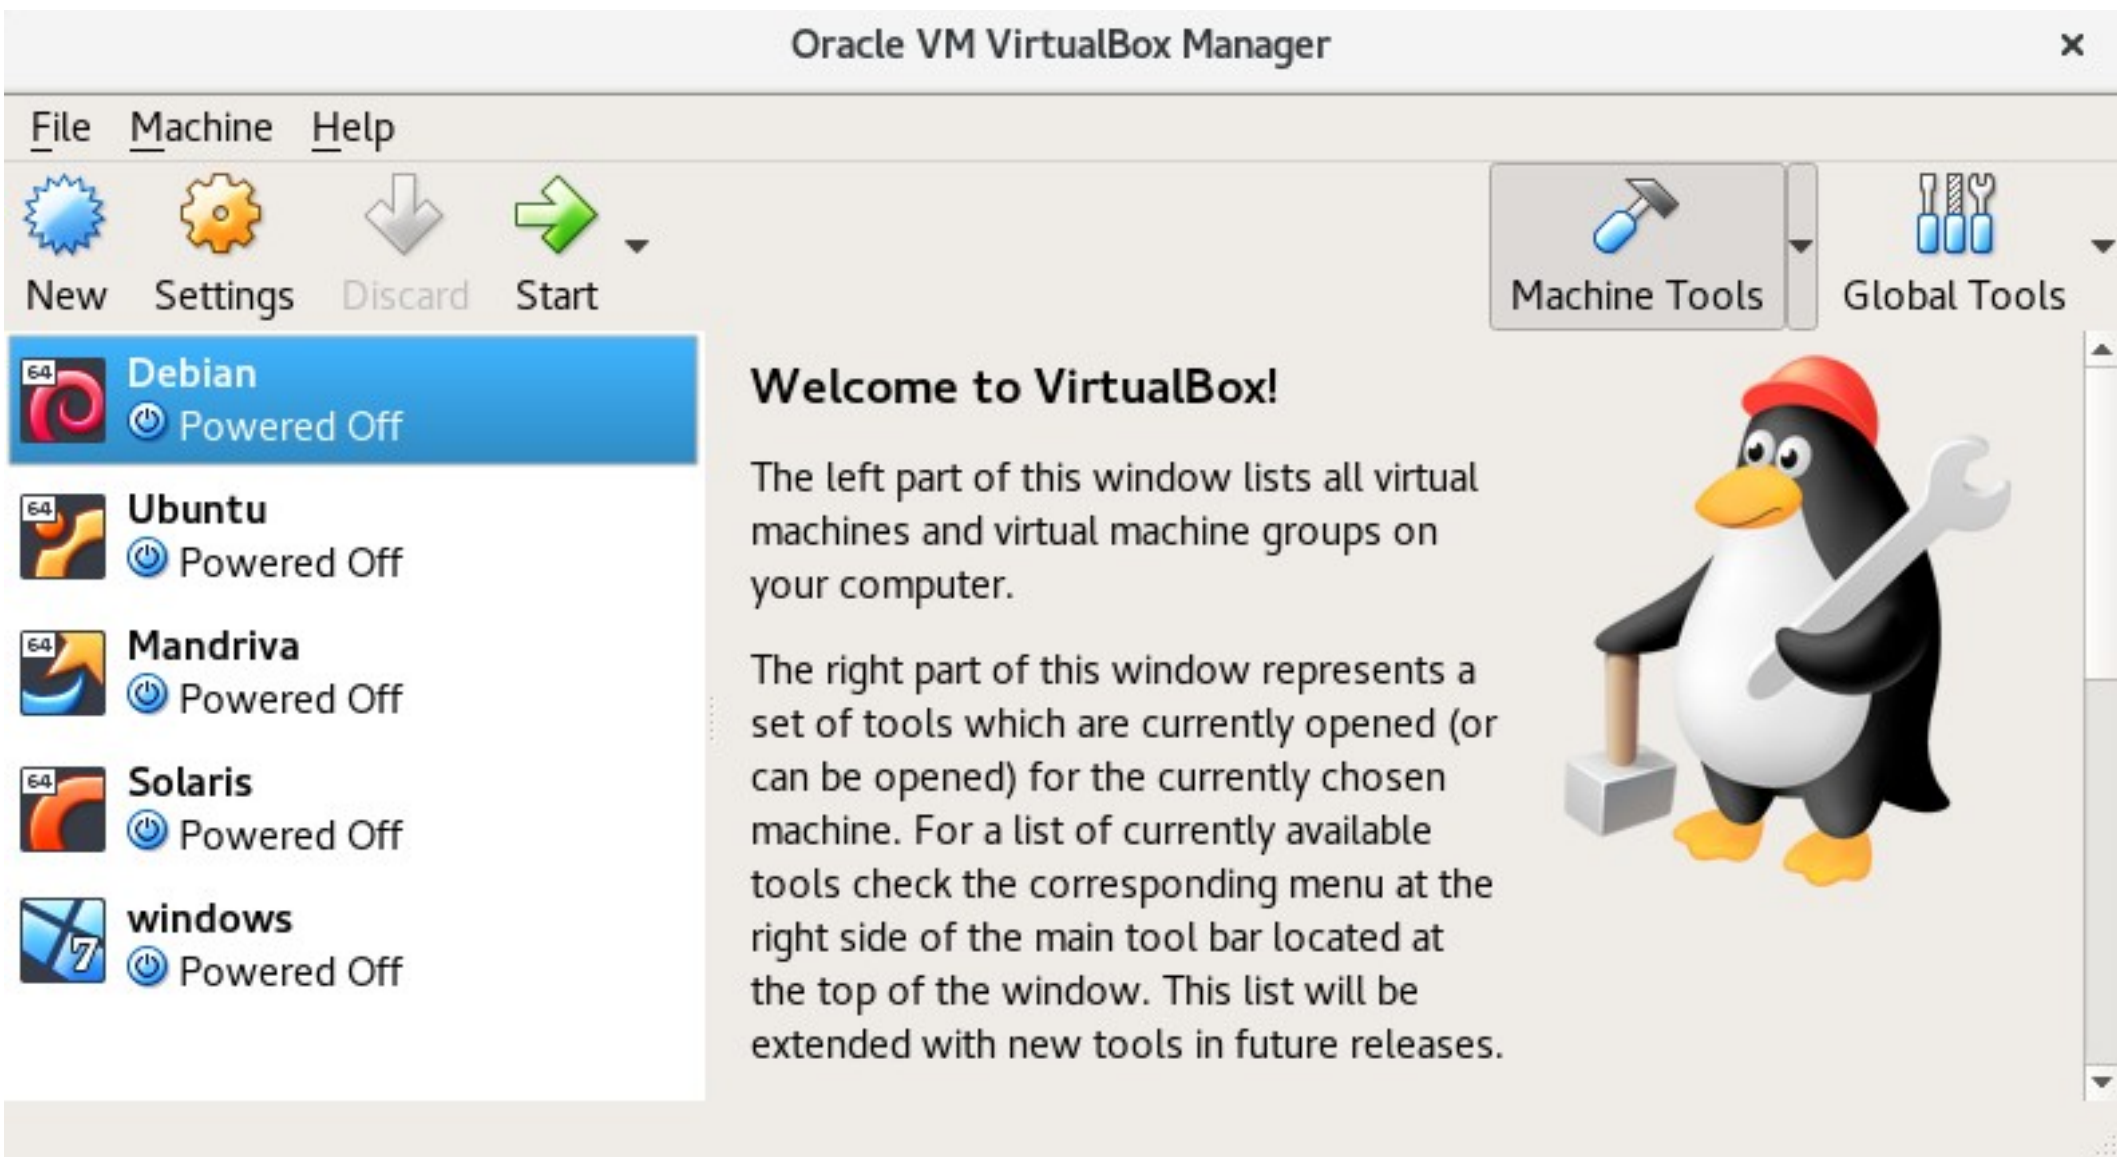 Oracle VM VirtualBox Manager
File Machine Help
New Settings Discard Start Machine Tools Global Tools
64 Debian
Powered Off
64 Ubuntu
Powered Off
64 Mandriva
Powered Off
64 Solaris
Powered Off
7 windows
Powered Off
Welcome to VirtualBox!
The left part of this window lists all virtual
machines and virtual machine groups on
your computer.
The right part of this window represents a
set of tools which are currently opened (or
can be opened) for the currently chosen
machine. For a list of currently available
tools check the corresponding menu at the
right side of the main tool bar located at
the top of the window. This list will be
extended with new tools in future releases.